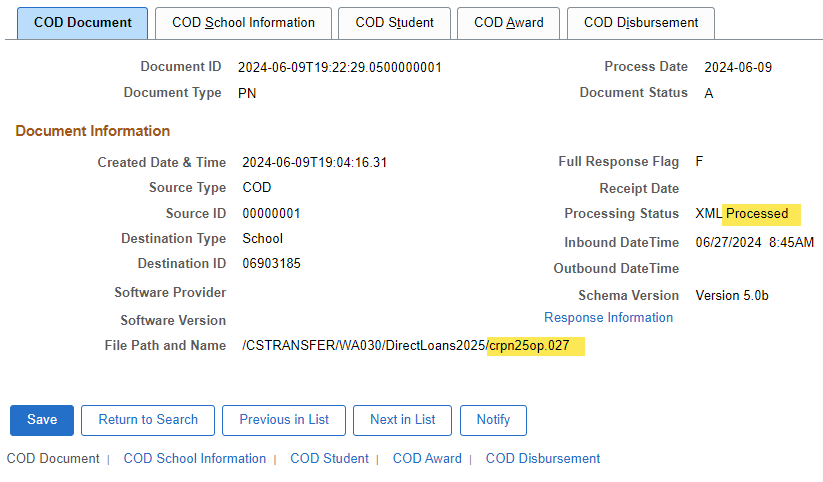 COD Document COD School Information COD Student COD Award COD Disbursement
Document ID 2024-06-09T19:22:29.0500000001 Process Date 2024-06-09
Document Type PN Document Status A
Document Information
Created Date & Time 2024-06-09T19:04:16.31 Full Response Flag F
Source Type COD Receipt Date
Source ID 00000001 Processing Status XML Processed
Destination Type School Inbound DateTime 06/27/2024 8:45AM
Destination ID 06903185 Outbound DateTime
Software Provider Schema Version Version 5.0b
Software Version Response Information
File Path and Name /CSTRANSFER/WA030/DirectLoans2025/crpn25op.027
Save Return to Search Previous in List Next in List Notify
COD Document | COD School Information | COD Student | COD Award | COD Disbursement